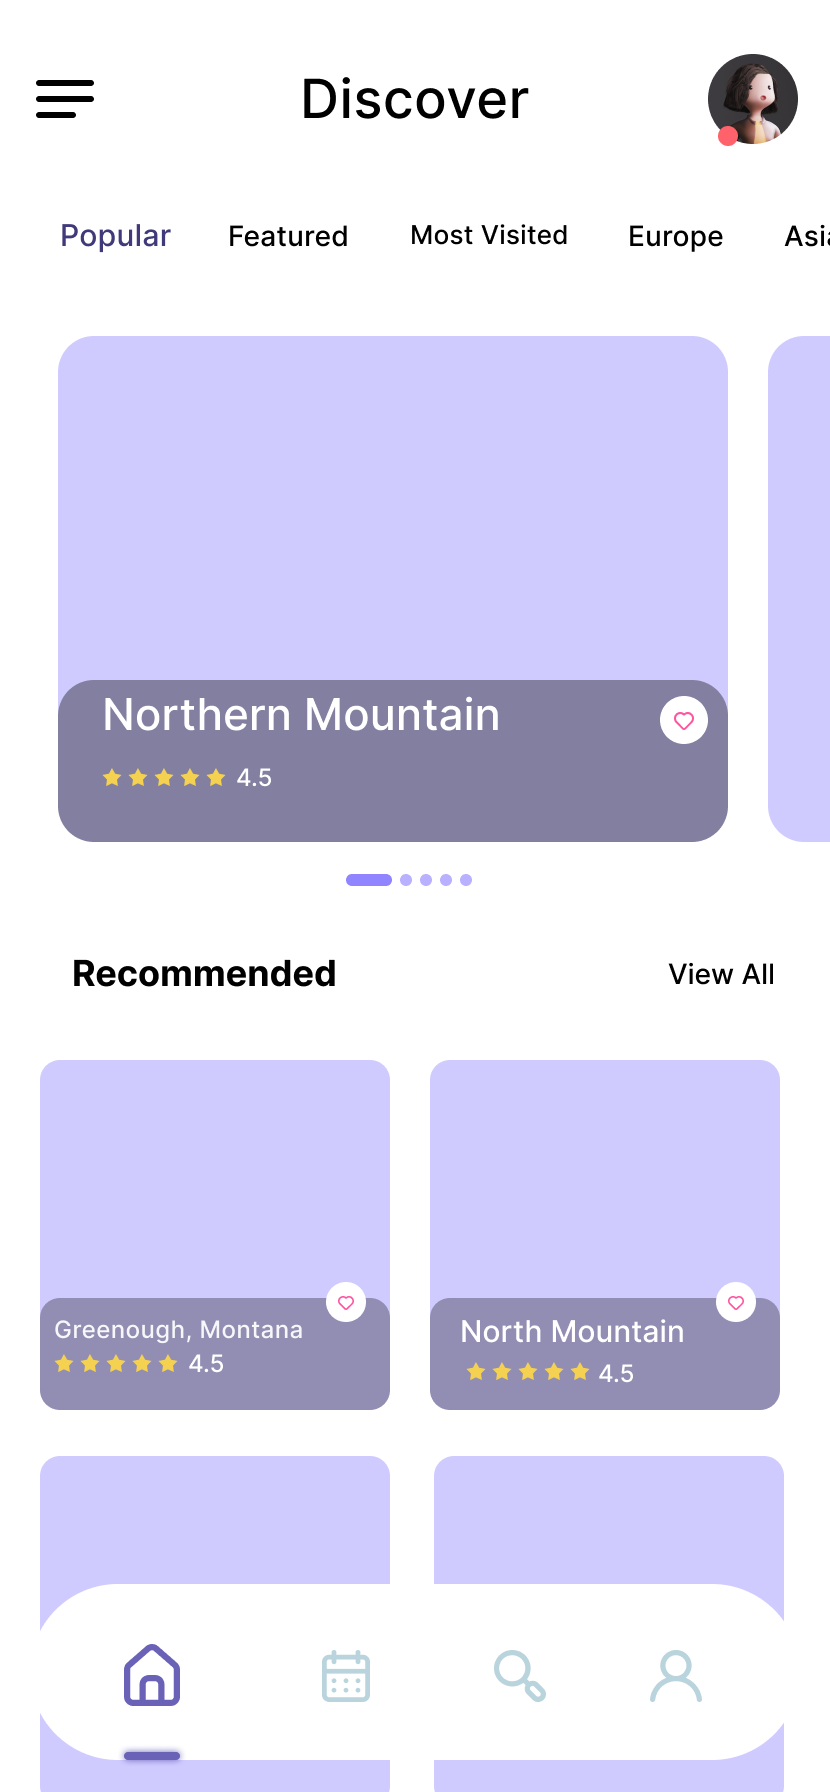 Discover
Popular Featured Most Visited Europe
Northern Mountain
4.5
Recommended View All
Greenough, Montana
4.5
North Mountain
4.5